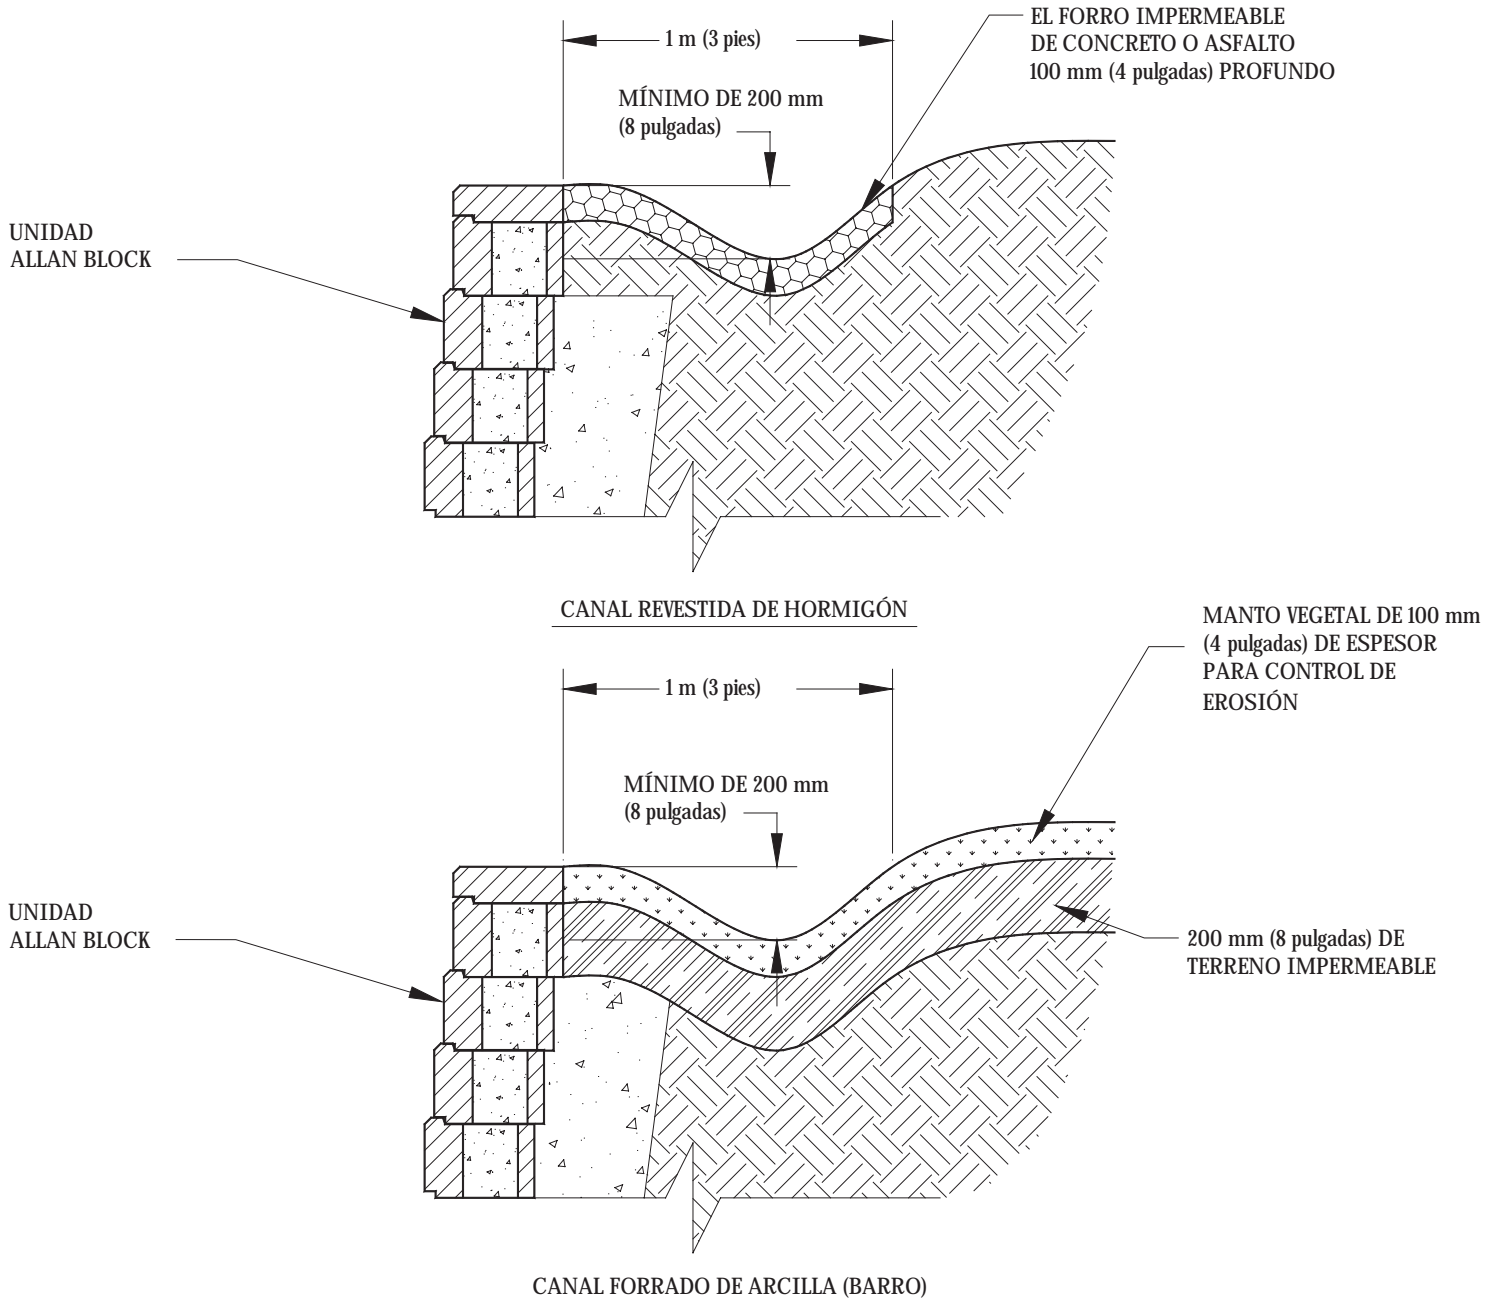 1 m (3 pies)
EL FORRO IMPERMEABLE
DE CONCRETO O ASFALTO
100 mm (4 pulgadas) PROFUNDO
MÍNIMO DE 200 mm
(8 pulgadas)
UNIDAD
ALLAN BLOCK
CANAL REVESTIDA DE HORMIGÓN
MANTO VEGETAL DE 100 mm
(4 pulgadas) DE ESPESOR
PARA CONTROL DE
EROSIÓN
1 m (3 pies)
MÍNIMO DE 200 mm
(8 pulgadas)
UNIDAD
ALLAN BLOCK
200 mm (8 pulgadas) DE
TERRENO IMPERMEABLE
CANAL FORRADO DE ARCILLA (BARRO)